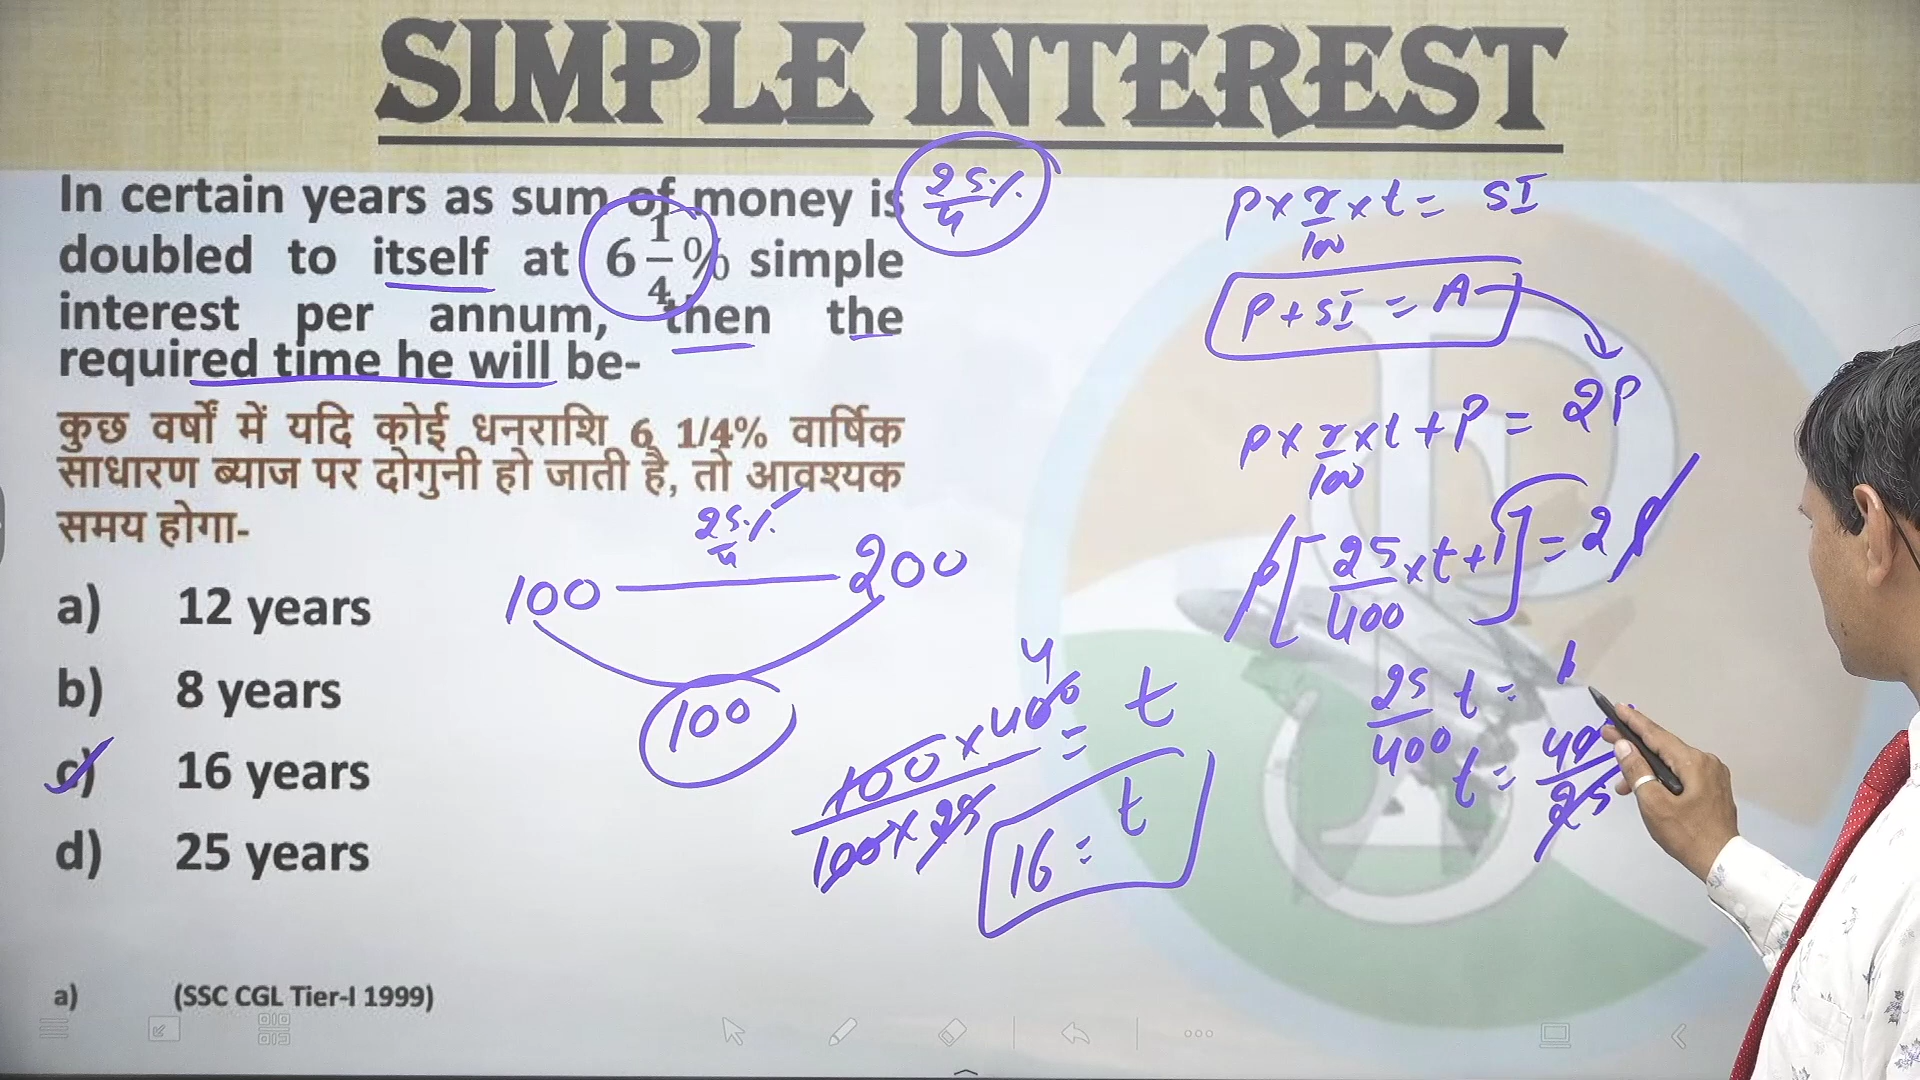 SIMPLE INTEREST
In certain years as sum of money is
doubled to itself at 6 1/4 % simple
interest per annum, then the
required time he will be-
कुछ वर्षों में यदि कोई धनराशि 6 1/4% वार्षिक
साधारण ब्याज पर दोगुनी हो जाती है, तो आवश्यक
समय होगा-
a) 12 years
b) 8 years
c) 16 years
d) 25 years
a) (SSC CGL Tier-I 1999)
25/4 %
25/4 %
100 — 200
100
100 × 400 / 100 × 25 = t
4
16 = t
P × r/100 × t = SI
P + SI = A
P × r/100 × t + P = 2P
P [ 25/400 × t + 1 ] = 2P
25/400 t = 1
t = 400/25